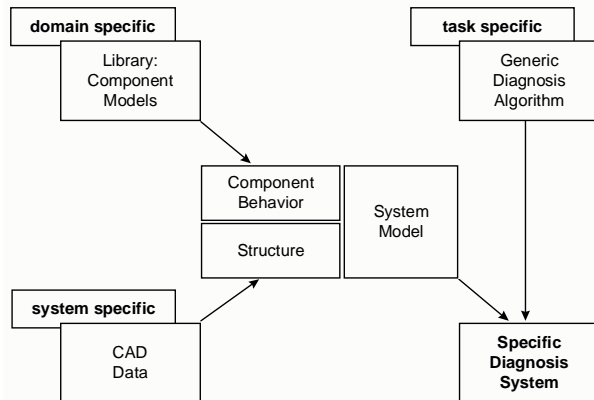 domain specific
Library:
Component
Models
task specific
Generic
Diagnosis
Algorithm
Component
Behavior
Structure
System
Model
system specific
CAD
Data
Specific
Diagnosis
System